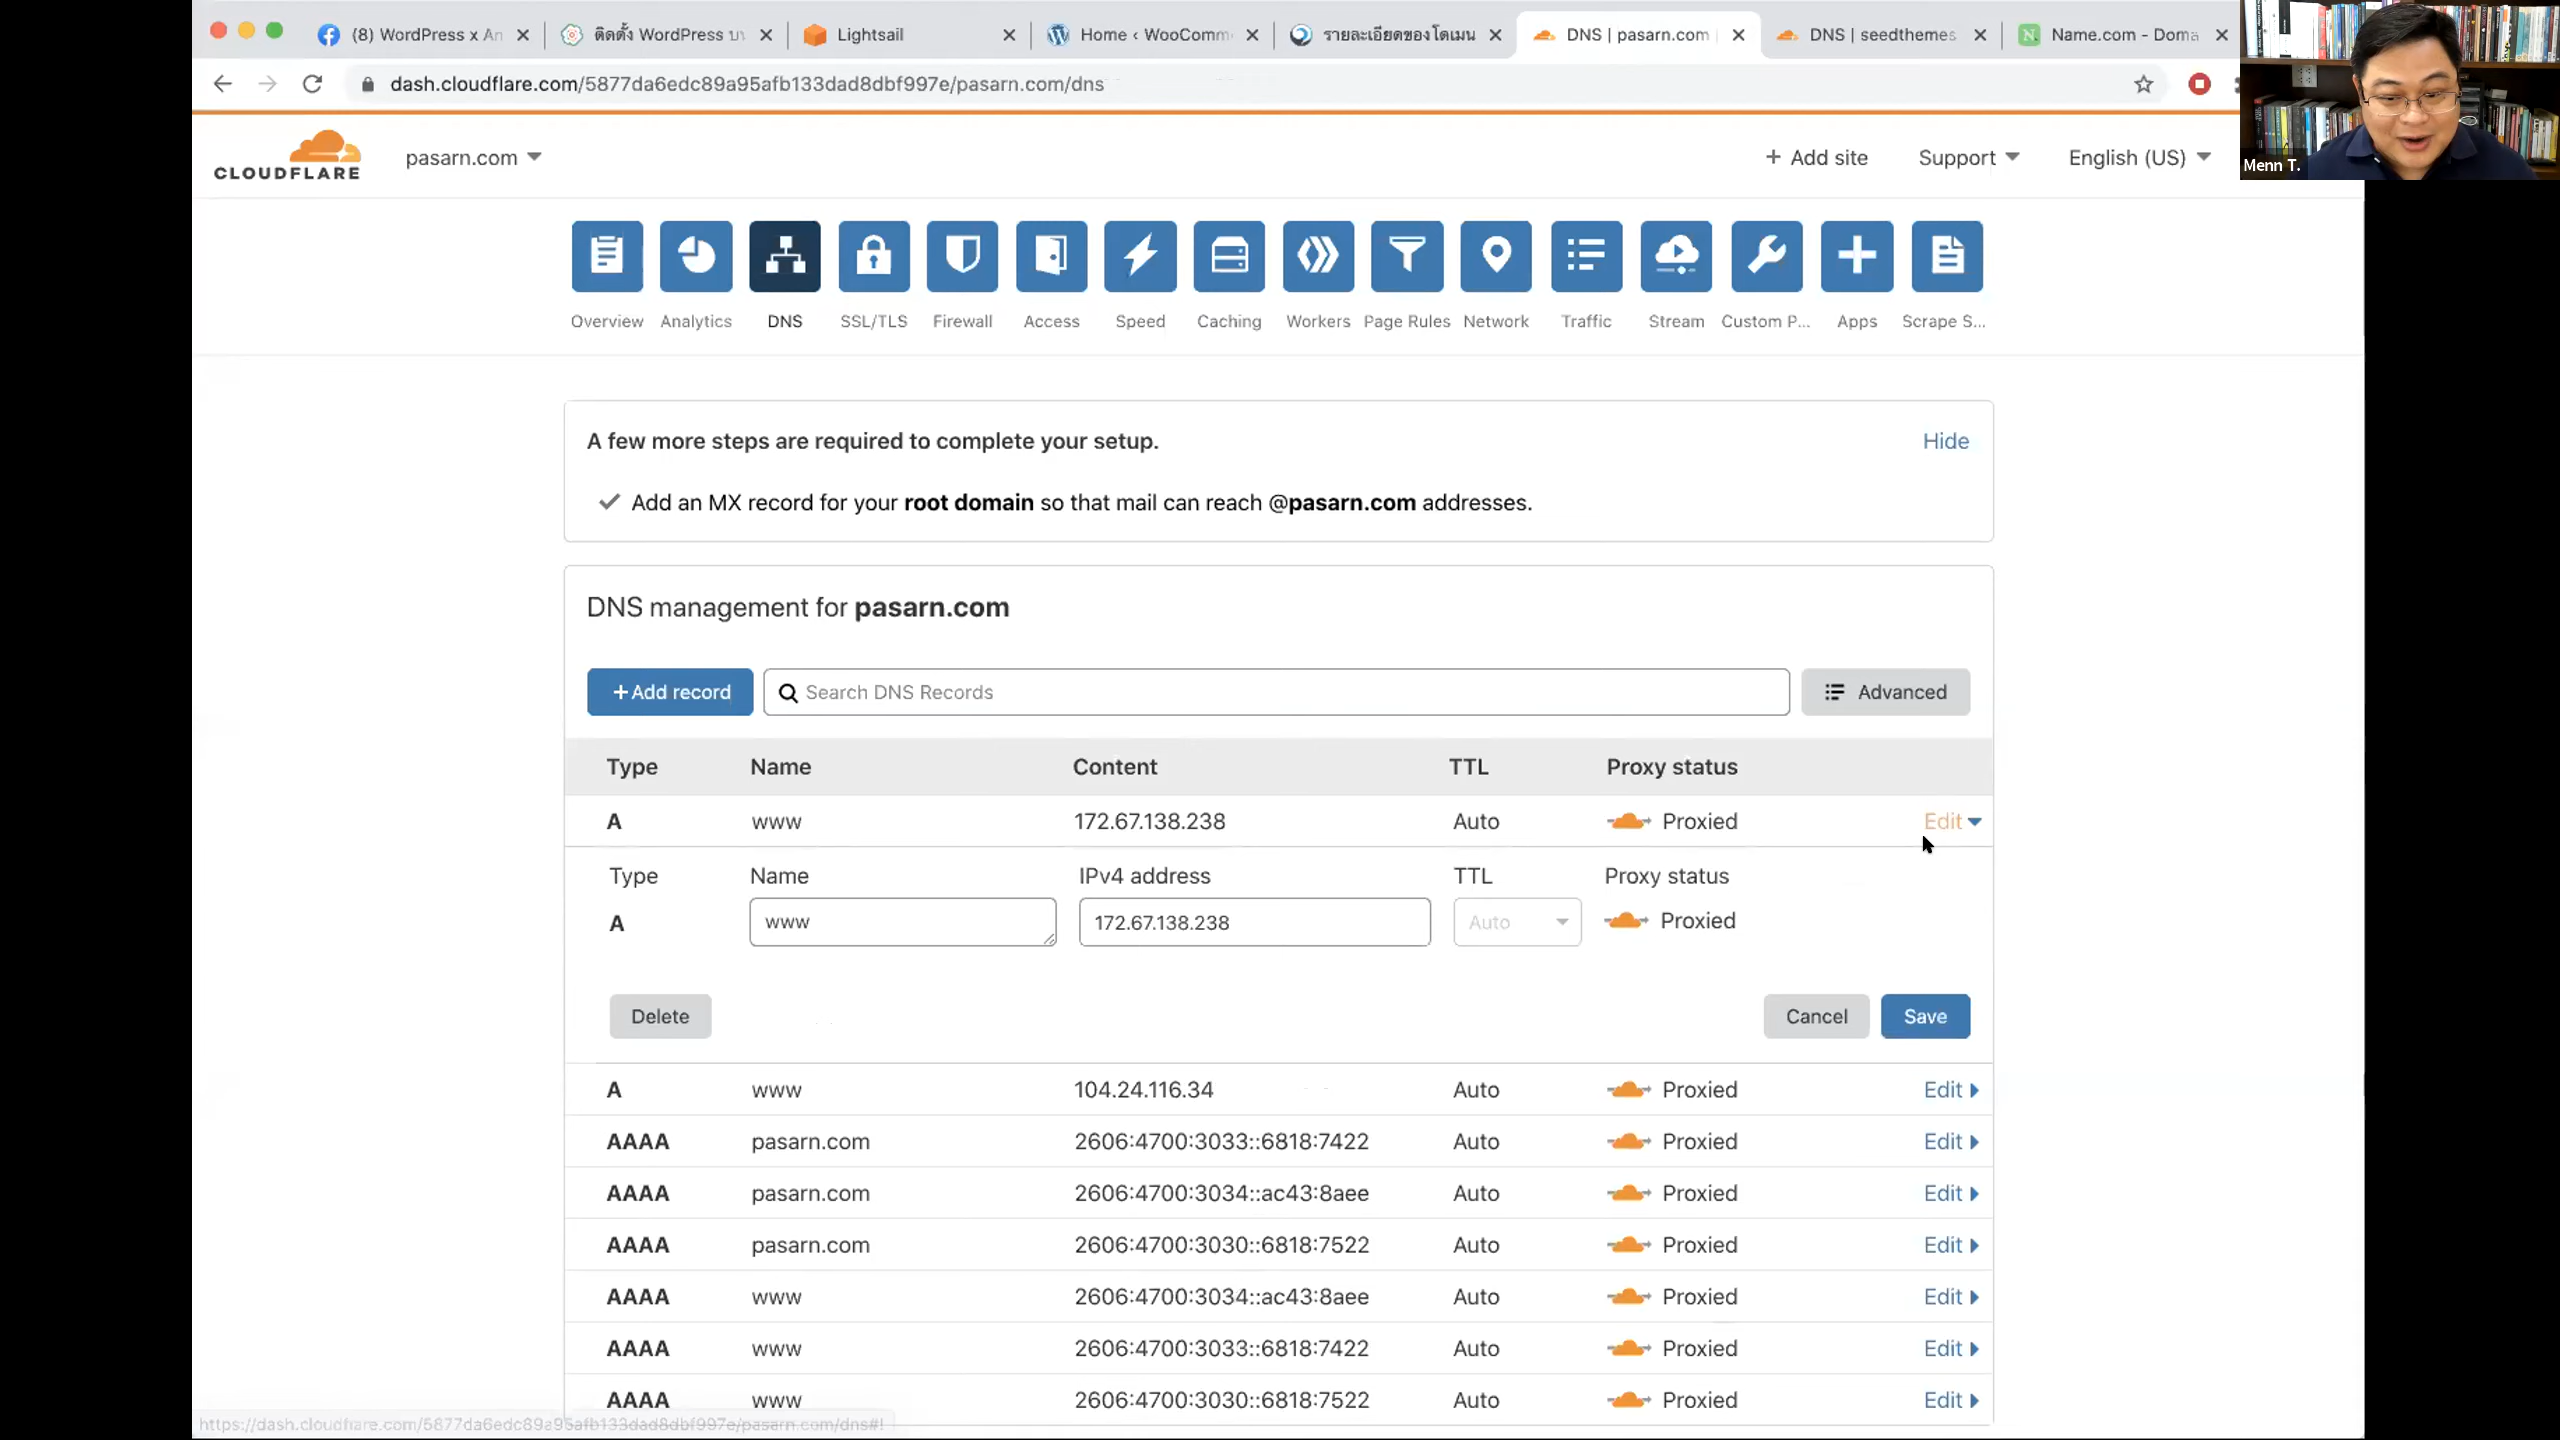 (8) WordPress x An
ติดตั้ง WordPress บน
Lightsail
Home ‹ WooComm
รายละเอียดของโดเมน
DNS | pasarn.com
DNS | seedthemes
Name.com - Doma
dash.cloudflare.com/5877da6edc89a95afb133dad8dbf997e/pasarn.com/dns
Menn T.
CLOUDFLARE
pasarn.com
+ Add site
Support
English (US)
Overview
Analytics
DNS
SSL/TLS
Firewall
Access
Speed
Caching
Workers
Page Rules
Network
Traffic
Stream
Custom P...
Apps
Scrape S...
A few more steps are required to complete your setup.
Hide
Add an MX record for your root domain so that mail can reach @pasarn.com addresses.
DNS management for pasarn.com
+Add record
Search DNS Records
Advanced
Type Name Content TTL Proxy status
A www 172.67.138.238 Auto Proxied Edit
Type Name IPv4 address TTL Proxy status
A www 172.67.138.238 Auto Proxied
Delete
Cancel
Save
A www 104.24.116.34 Auto Proxied Edit
AAAA pasarn.com 2606:4700:3033::6818:7422 Auto Proxied Edit
AAAA pasarn.com 2606:4700:3034::ac43:8aee Auto Proxied Edit
AAAA pasarn.com 2606:4700:3030::6818:7522 Auto Proxied Edit
AAAA www 2606:4700:3034::ac43:8aee Auto Proxied Edit
AAAA www 2606:4700:3033::6818:7422 Auto Proxied Edit
AAAA www 2606:4700:3030::6818:7522 Auto Proxied Edit
https://dash.cloudflare.com/5877da6edc89a95afb133dad8dbf997e/pasarn.com/dns#!